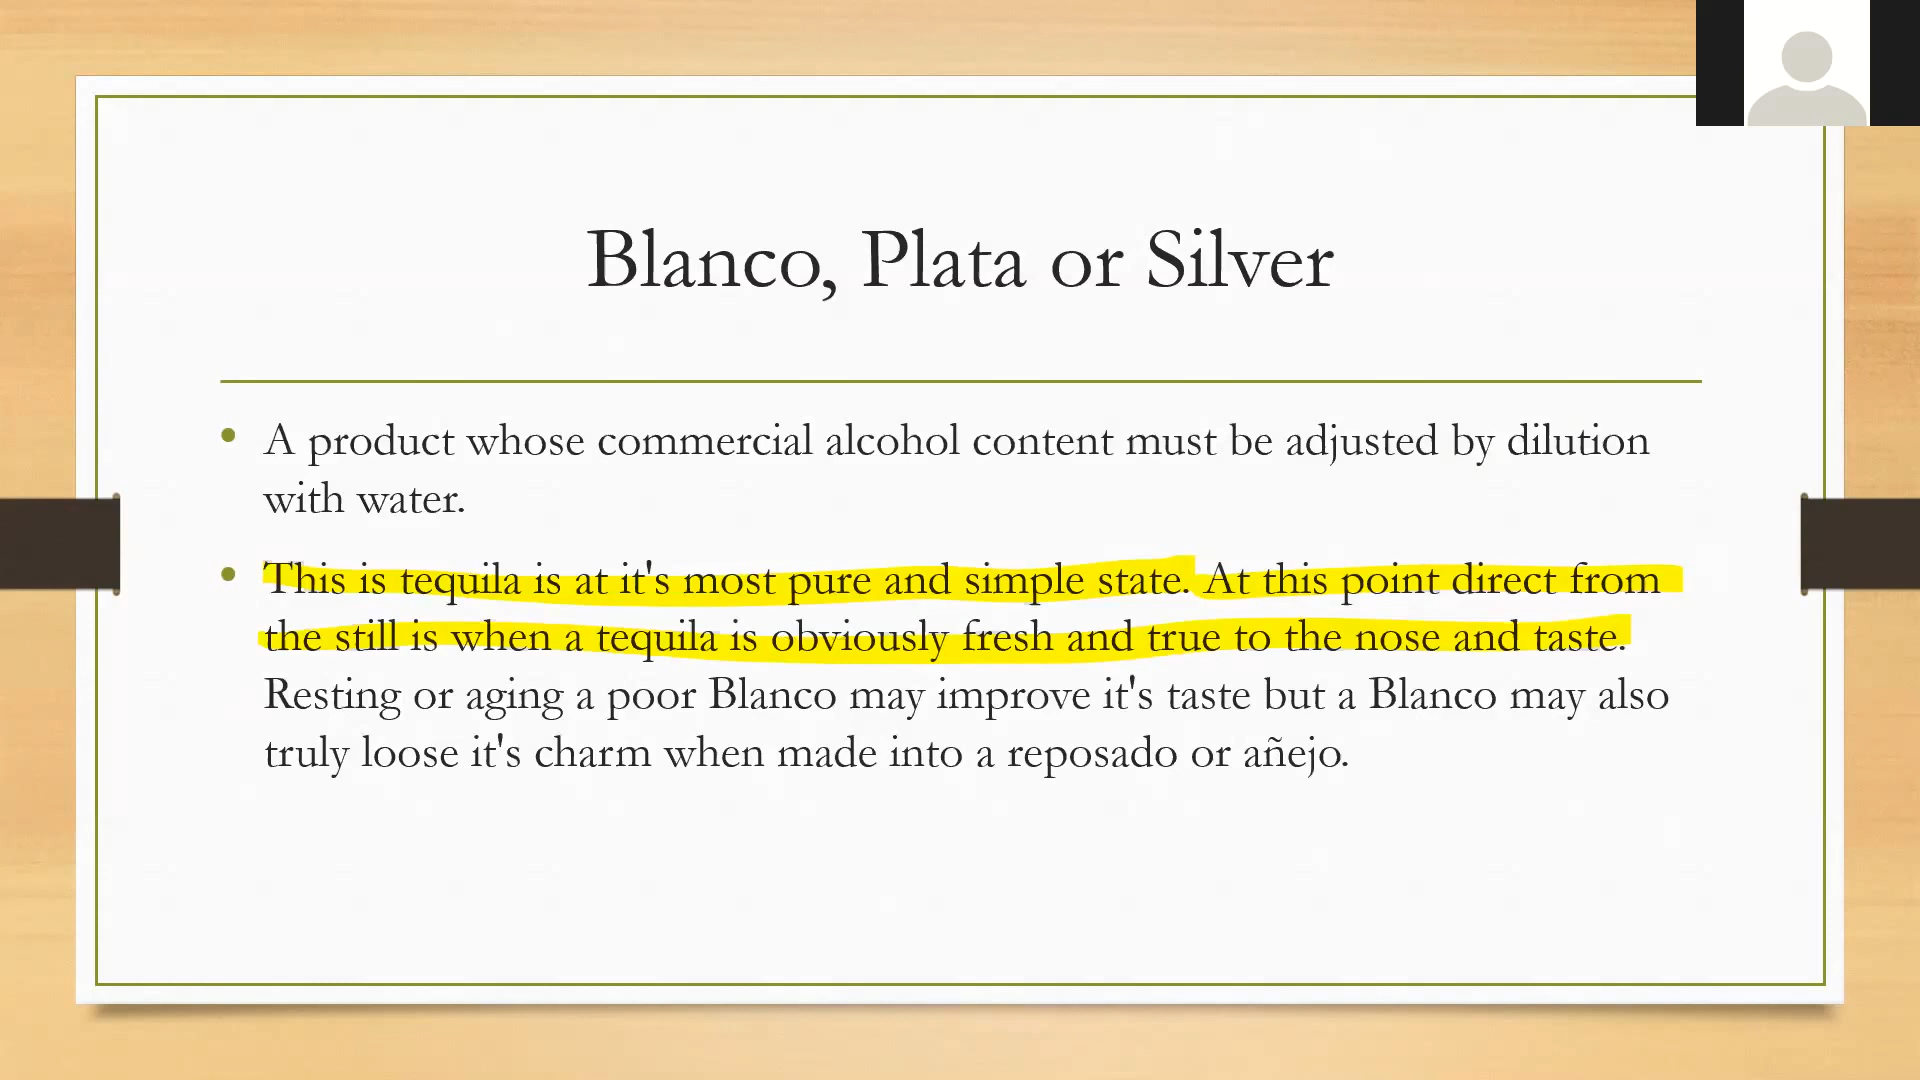 Blanco, Plata or Silver
• A product whose commercial alcohol content must be adjusted by dilution
with water.
• This is tequila is at it's most pure and simple state. At this point direct from
the still is when a tequila is obviously fresh and true to the nose and taste.
Resting or aging a poor Blanco may improve it's taste but a Blanco may also
truly loose it's charm when made into a reposado or añejo.